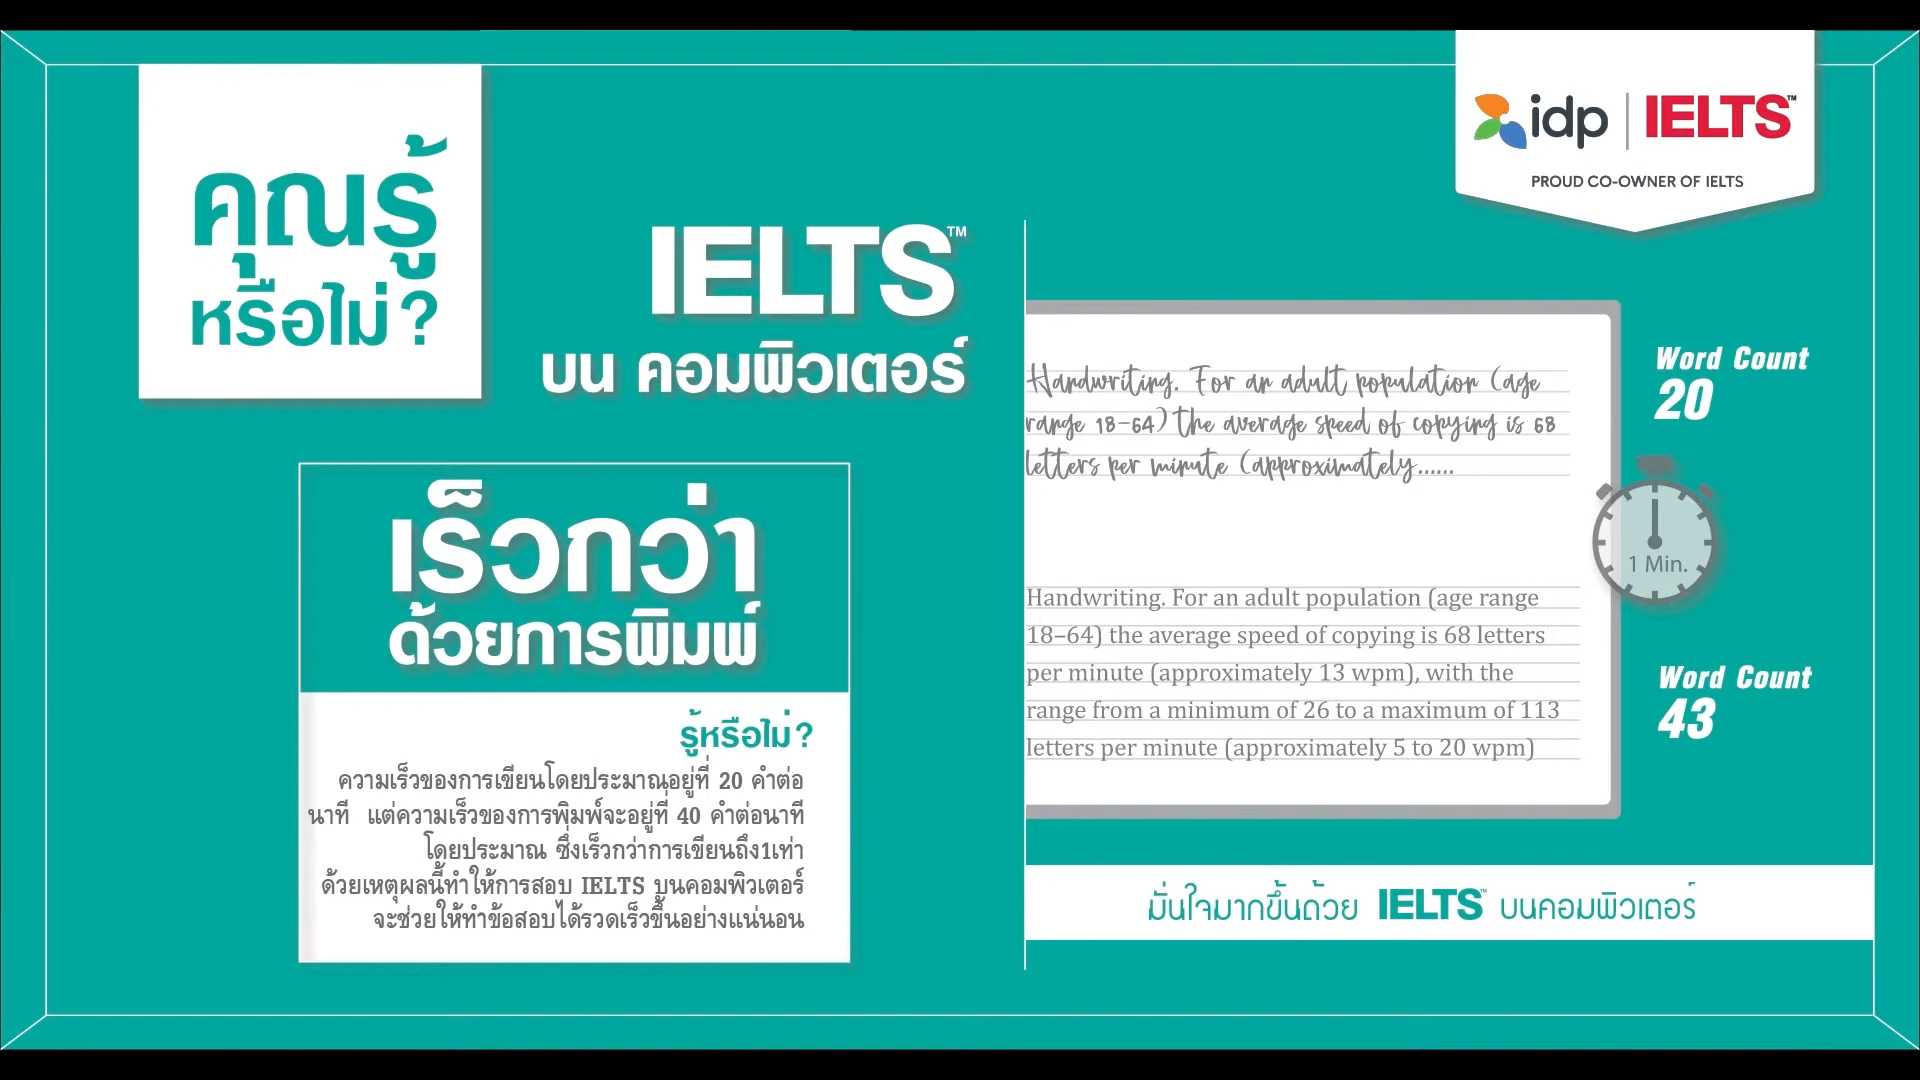 คุณรู้
หรือไม่?
IELTS™
บน คอมพิวเตอร์
เร็วกว่า
ด้วยการพิมพ์
รู้หรือไม่?
ความเร็วของการเขียนโดยประมาณอยู่ที่ 20 คำต่อ
นาที แต่ความเร็วของการพิมพ์จะอยู่ที่ 40 คำต่อนาที
โดยประมาณ ซึ่งเร็วกว่าการเขียนถึง1เท่า
ด้วยเหตุผลนี้ทำให้การสอบ IELTS บนคอมพิวเตอร์
จะช่วยให้ทำข้อสอบได้รวดเร็วขึ้นอย่างแน่นอน
idp | IELTS™
PROUD CO-OWNER OF IELTS
Handwriting. For an adult population (age
range 18-64) the average speed of copying is 68
letters per minute (approximately......
Word Count
20
1 Min.
Handwriting. For an adult population (age range
18–64) the average speed of copying is 68 letters
per minute (approximately 13 wpm), with the
range from a minimum of 26 to a maximum of 113
letters per minute (approximately 5 to 20 wpm)
Word Count
43
มั่นใจมากขึ้นด้วย IELTS™ บนคอมพิวเตอร์